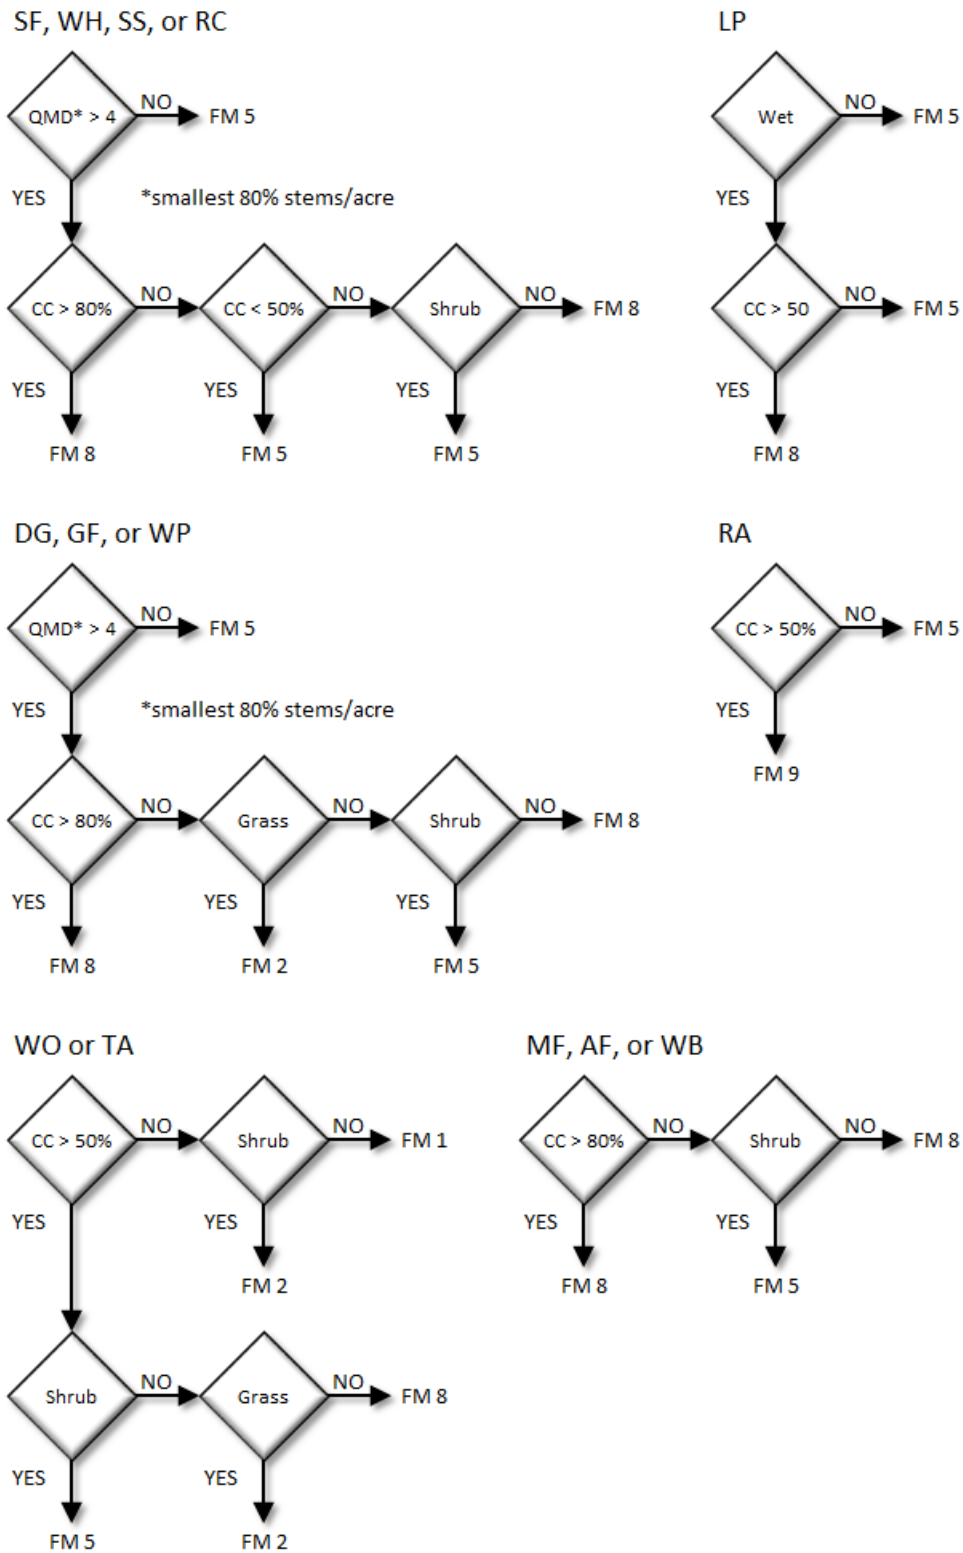 SF, WH, SS, or RC
QMD* > 4
NO
FM 5
YES
*smallest 80% stems/acre
CC > 80%
NO
CC < 50%
NO
Shrub
NO
FM 8
YES
YES
YES
FM 8
FM 5
FM 5
LP
Wet
NO
FM 5
YES
CC > 50
NO
FM 5
YES
FM 8
DG, GF, or WP
QMD* > 4
NO
FM 5
YES
*smallest 80% stems/acre
CC > 80%
NO
Grass
NO
Shrub
NO
FM 8
YES
YES
YES
FM 8
FM 2
FM 5
RA
CC > 50%
NO
FM 5
YES
FM 9
WO or TA
CC > 50%
NO
Shrub
NO
FM 1
YES
YES
FM 2
Shrub
NO
Grass
NO
FM 8
YES
YES
FM 5
FM 2
MF, AF, or WB
CC > 80%
NO
Shrub
NO
FM 8
YES
YES
FM 8
FM 5